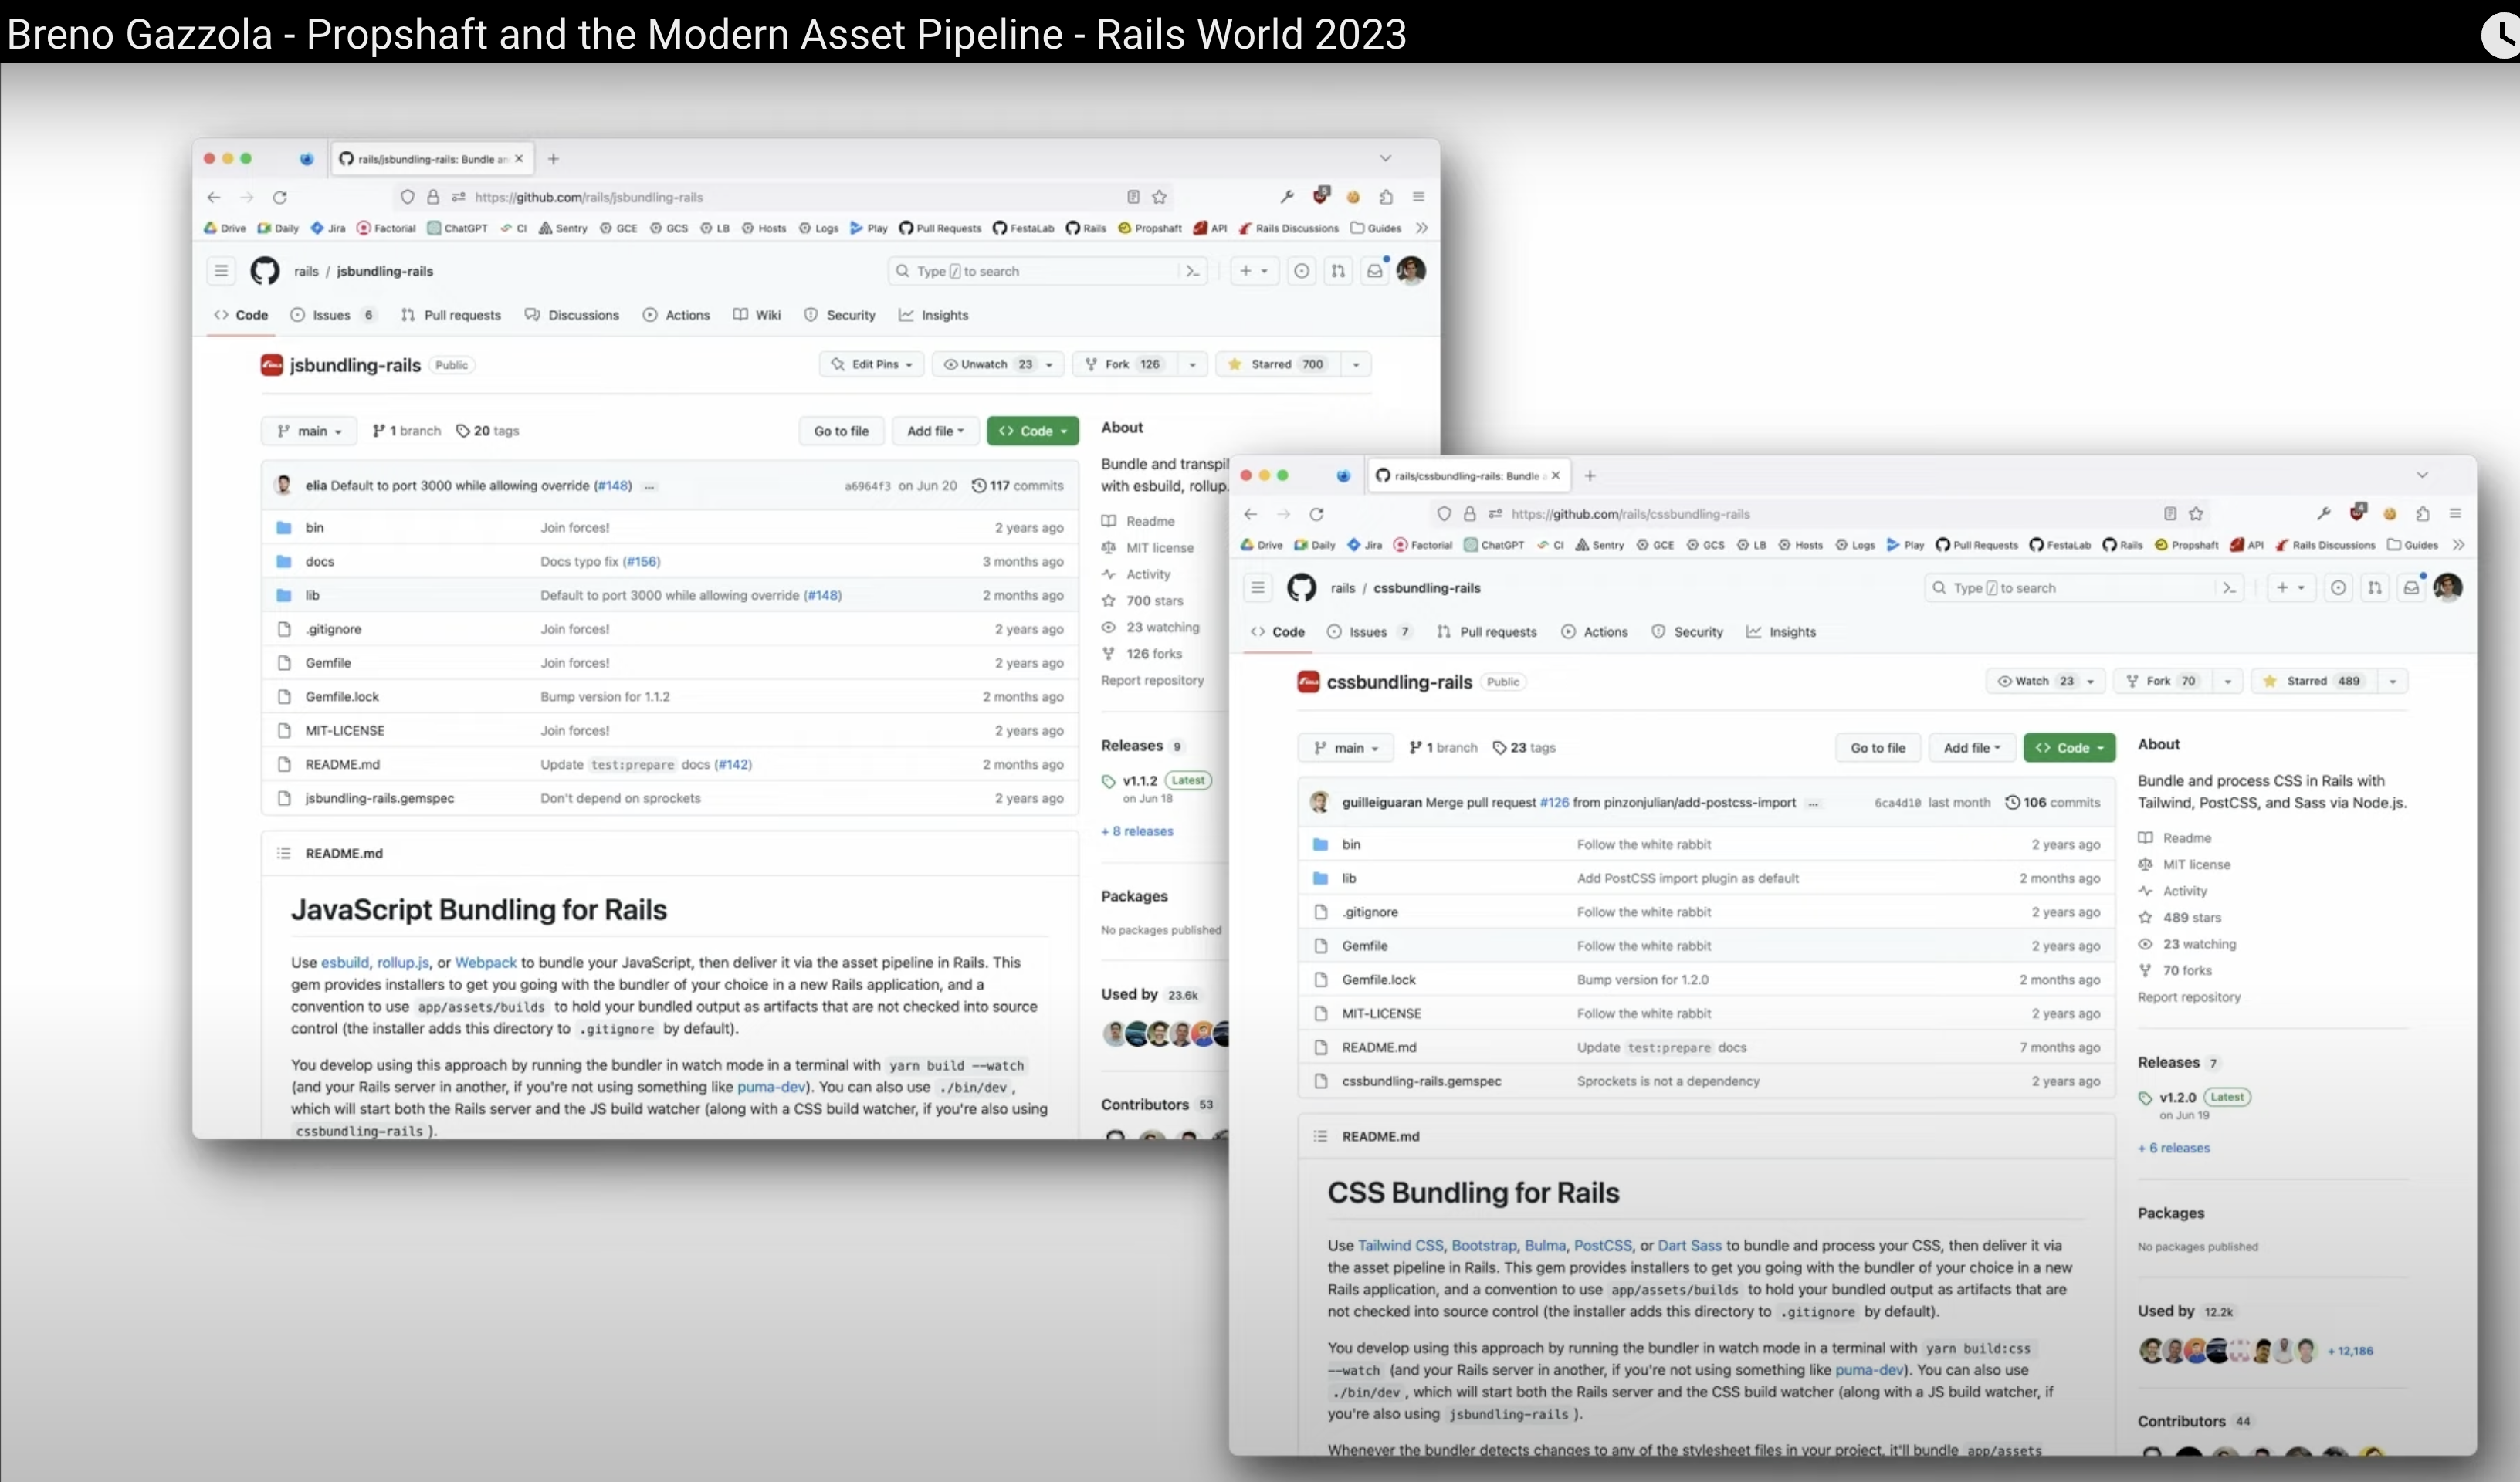 Breno Gazzola - Propshaft and the Modern Asset Pipeline - Rails World 2023
rails/jsbundling-rails: Bundle an
https://github.com/rails/jsbundling-rails
5
Drive Daily Jira Factorial ChatGPT CI Sentry GCE GCS LB Hosts Logs Play Pull Requests FestaLab Rails Propshaft API Rails Discussions Guides
rails / jsbundling-rails
Type / to search
Code Issues 6 Pull requests Discussions Actions Wiki Security Insights
jsbundling-rails Public
Edit Pins Unwatch 23 Fork 126 Starred 700
main 1 branch 20 tags Go to file Add file Code
elia Default to port 3000 while allowing override (#148) ... a6964f3 on Jun 20 117 commits
bin Join forces! 2 years ago
docs Docs typo fix (#156) 3 months ago
lib Default to port 3000 while allowing override (#148) 2 months ago
.gitignore Join forces! 2 years ago
Gemfile Join forces! 2 years ago
Gemfile.lock Bump version for 1.1.2 2 months ago
MIT-LICENSE Join forces! 2 years ago
README.md Update test:prepare docs (#142) 2 months ago
jsbundling-rails.gemspec Don't depend on sprockets 2 years ago
README.md
JavaScript Bundling for Rails
Use esbuild, rollup.js, or Webpack to bundle your JavaScript, then deliver it via the asset pipeline in Rails. This
gem provides installers to get you going with the bundler of your choice in a new Rails application, and a
convention to use app/assets/builds to hold your bundled output as artifacts that are not checked into source
control (the installer adds this directory to .gitignore by default).
You develop using this approach by running the bundler in watch mode in a terminal with yarn build --watch
(and your Rails server in another, if you're not using something like puma-dev). You can also use ./bin/dev ,
which will start both the Rails server and the JS build watcher (along with a CSS build watcher, if you're also using
cssbundling-rails ).
About
Bundle and transpil
with esbuild, rollup.
Readme
MIT license
Activity
700 stars
23 watching
126 forks
Report repository
Releases 9
v1.1.2 Latest
on Jun 18
+ 8 releases
Packages
No packages published
Used by 23.6k
Contributors 53
rails/cssbundling-rails: Bundle a
https://github.com/rails/cssbundling-rails
4
Drive Daily Jira Factorial ChatGPT CI Sentry GCE GCS LB Hosts Logs Play Pull Requests FestaLab Rails Propshaft API Rails Discussions Guides
rails / cssbundling-rails
Type / to search
Code Issues 7 Pull requests Actions Security Insights
cssbundling-rails Public
Watch 23 Fork 70 Starred 489
main 1 branch 23 tags Go to file Add file Code
guilleiguaran Merge pull request #126 from pinzonjulian/add-postcss-import ... 6ca4d10 last month 106 commits
bin Follow the white rabbit 2 years ago
lib Add PostCSS import plugin as default 2 months ago
.gitignore Follow the white rabbit 2 years ago
Gemfile Follow the white rabbit 2 years ago
Gemfile.lock Bump version for 1.2.0 2 months ago
MIT-LICENSE Follow the white rabbit 2 years ago
README.md Update test:prepare docs 7 months ago
cssbundling-rails.gemspec Sprockets is not a dependency 2 years ago
README.md
CSS Bundling for Rails
Use Tailwind CSS, Bootstrap, Bulma, PostCSS, or Dart Sass to bundle and process your CSS, then deliver it via
the asset pipeline in Rails. This gem provides installers to get you going with the bundler of your choice in a new
Rails application, and a convention to use app/assets/builds to hold your bundled output as artifacts that are
not checked into source control (the installer adds this directory to .gitignore by default).
You develop using this approach by running the bundler in watch mode in a terminal with yarn build:css
--watch (and your Rails server in another, if you're not using something like puma-dev). You can also use
./bin/dev , which will start both the Rails server and the CSS build watcher (along with a JS build watcher, if
you're also using jsbundling-rails ).
Whenever the bundler detects changes to any of the stylesheet files in your project, it'll bundle app/assets
About
Bundle and process CSS in Rails with
Tailwind, PostCSS, and Sass via Node.js.
Readme
MIT license
Activity
489 stars
23 watching
70 forks
Report repository
Releases 7
v1.2.0 Latest
on Jun 19
+ 6 releases
Packages
No packages published
Used by 12.2k
+ 12,186
Contributors 44